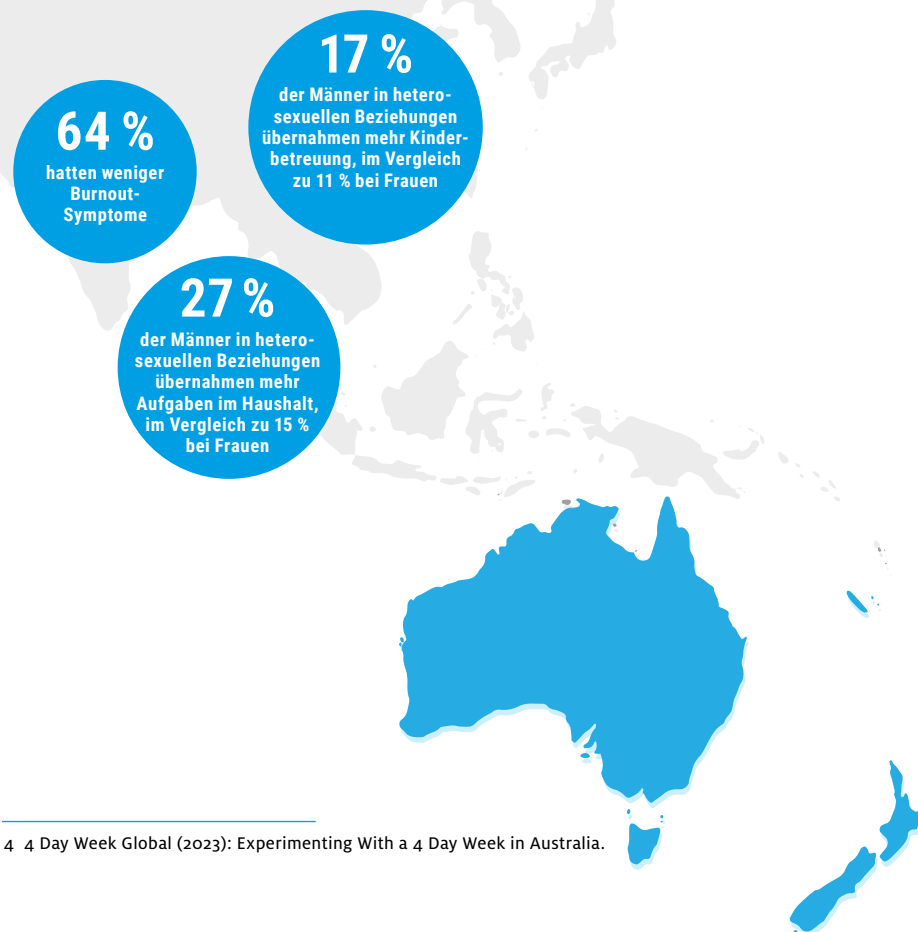 17 %
der Männer in hetero-
sexuellen Beziehungen
übernahmen mehr Kinder-
betreuung, im Vergleich
zu 11 % bei Frauen
64 %
hatten weniger
Burnout-
Symptome
27 %
der Männer in hetero-
sexuellen Beziehungen
übernahmen mehr
Aufgaben im Haushalt,
im Vergleich zu 15 %
bei Frauen
4 4 Day Week Global (2023): Experimenting With a 4 Day Week in Australia.